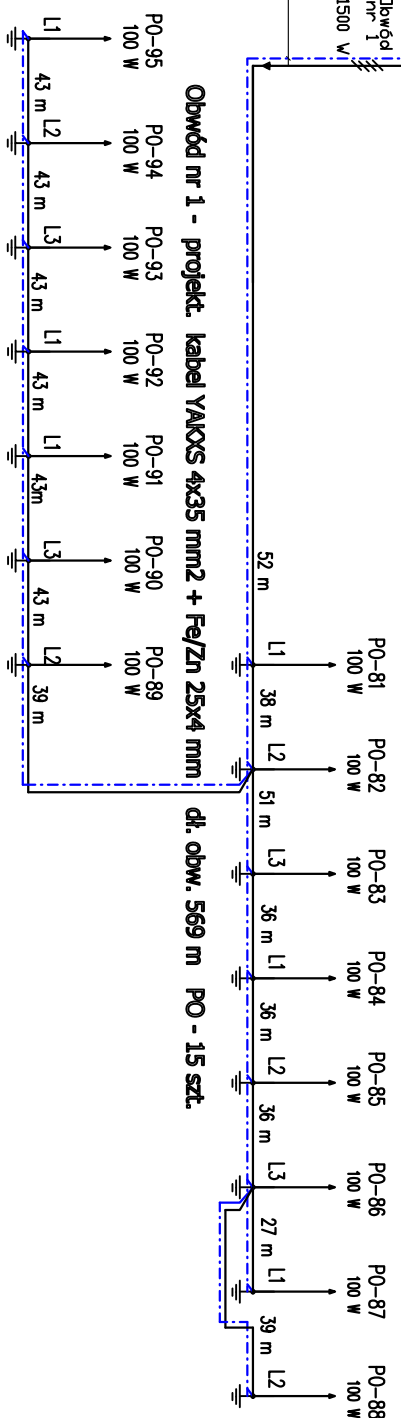 Obwód
nr 1
1500 W
52 m
L1
PO-81
100 W
38 m
L2
PO-82
100 W
51 m
L3
PO-83
100 W
36 m
L1
PO-84
100 W
36 m
L2
PO-85
100 W
36 m
L3
PO-86
100 W
27 m
L1
PO-87
100 W
39 m
L2
PO-88
100 W
Obwód nr 1 - projekt. kabel YAKXS 4x35 mm2 + Fe/Zn 25x4 mm dł. obw. 569 m PO - 15 szt.
PO-95
100 W
L1
43 m
PO-94
100 W
L2
43 m
PO-93
100 W
L3
43 m
PO-92
100 W
L1
43 m
PO-91
100 W
L1
43m
PO-90
100 W
L3
43 m
PO-89
100 W
L2
39 m